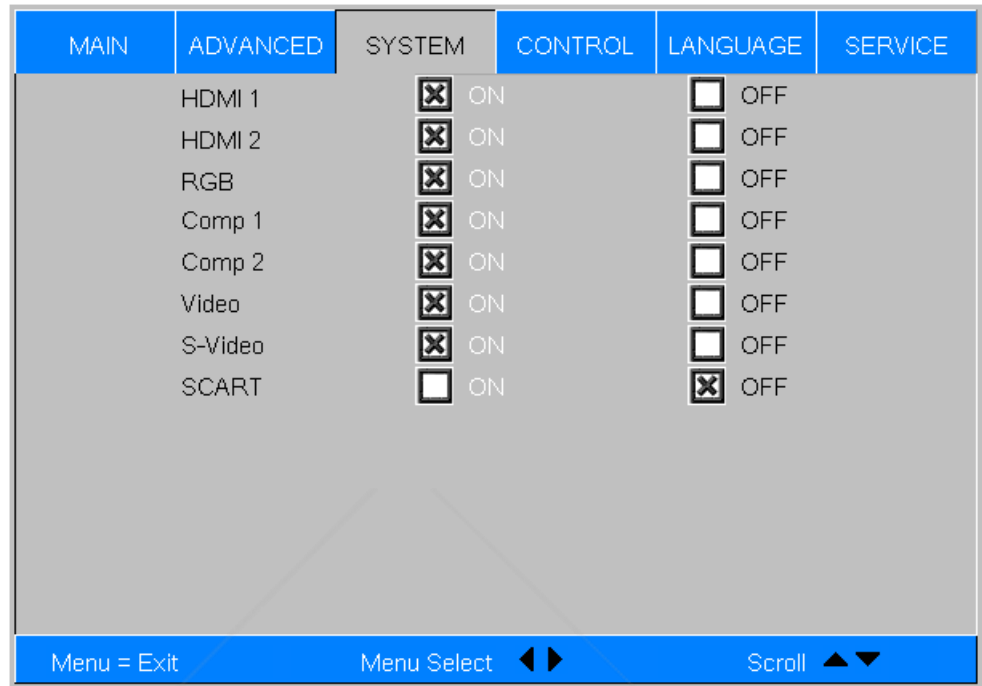 MAIN ADVANCED SYSTEM CONTROL LANGUAGE SERVICE
HDMI 1 ON OFF
HDMI 2 ON OFF
RGB ON OFF
Comp 1 ON OFF
Comp 2 ON OFF
Video ON OFF
S-Video ON OFF
SCART ON OFF
Menu = Exit Menu Select Scroll